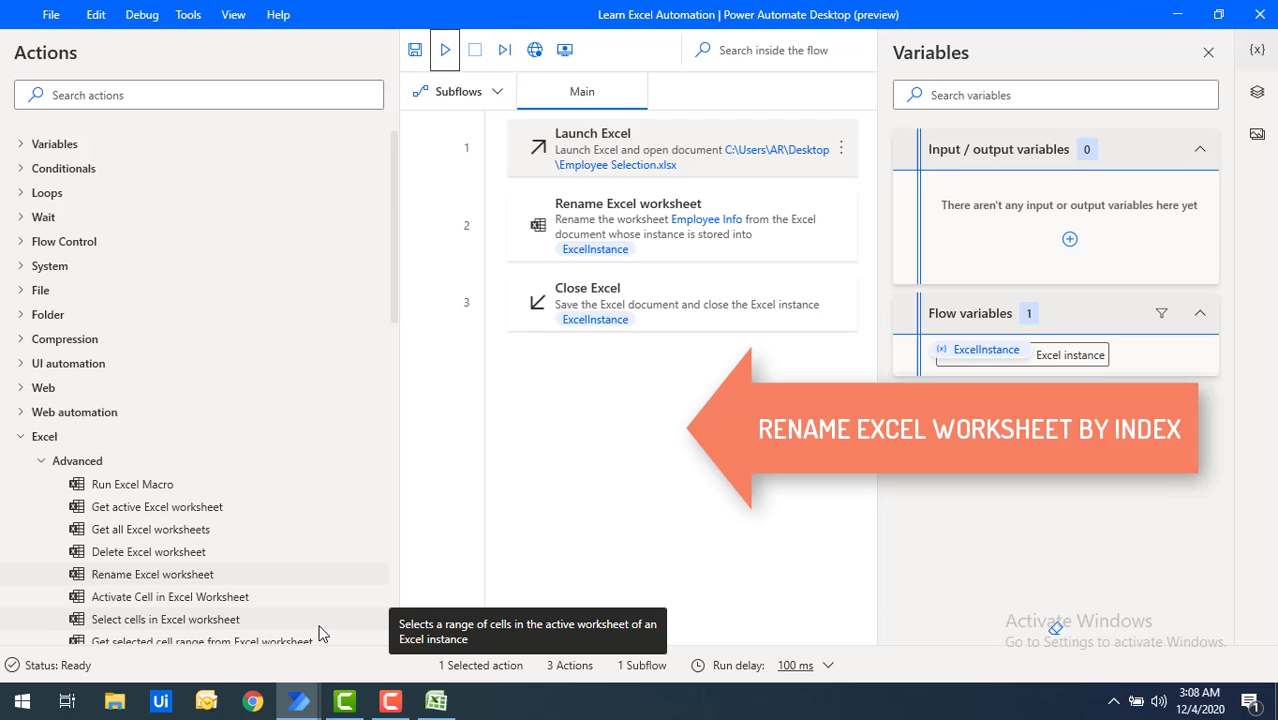 File Edit Debug Tools View Help
Learn Excel Automation | Power Automate Desktop (preview)
Actions
Search actions
Variables
Conditionals
Loops
Wait
Flow Control
System
File
Folder
Compression
UI automation
Web
Web automation
Excel
Advanced
Run Excel Macro
Get active Excel worksheet
Get all Excel worksheets
Delete Excel worksheet
Rename Excel worksheet
Activate Cell in Excel Worksheet
Select cells in Excel worksheet
Get selected cell range from Excel worksheet
Search inside the flow
Subflows
Main
1
Launch Excel
Launch Excel and open document C:\Users\AR\Desktop
\Employee Selection.xlsx
2
Rename Excel worksheet
Rename the worksheet Employee Info from the Excel
document whose instance is stored into
ExcelInstance
3
Close Excel
Save the Excel document and close the Excel instance
ExcelInstance
RENAME EXCEL WORKSHEET BY INDEX
Selects a range of cells in the active worksheet of an
Excel instance
Variables
{x}
Search variables
Input / output variables 0
There aren't any input or output variables here yet
Flow variables 1
(x) ExcelInstance Excel instance
Activate Windows
Go to Settings to activate Windows.
Status: Ready 1 Selected action 3 Actions 1 Subflow Run delay: 100 ms
Ui
3:08 AM
12/4/2020
1